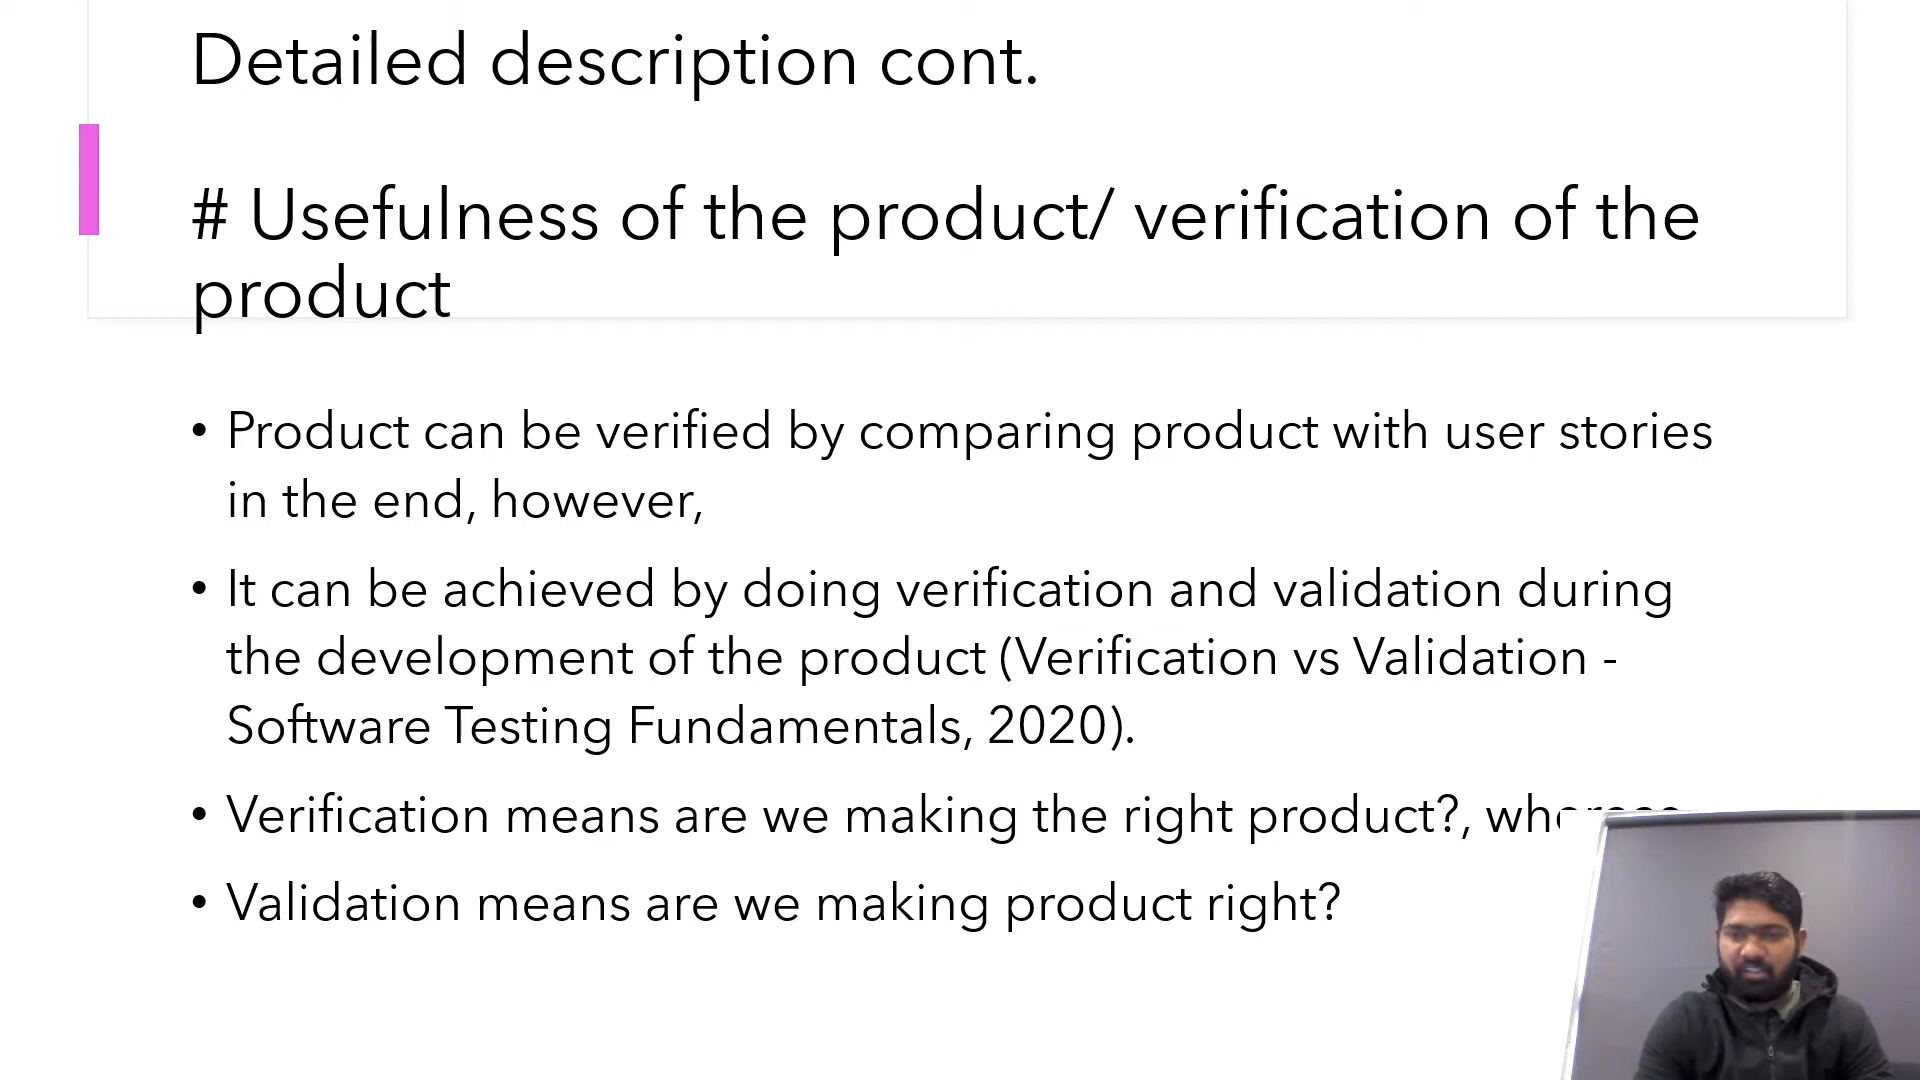 Detailed description cont.
# Usefulness of the product/ verification of the
product
• Product can be verified by comparing product with user stories
in the end, however,
• It can be achieved by doing verification and validation during
the development of the product (Verification vs Validation -
Software Testing Fundamentals, 2020).
• Verification means are we making the right product?, whereas
• Validation means are we making product right?